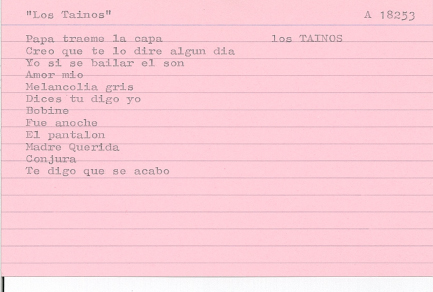 "Los Tainos" A 18253
Papa traeme la capa los TAINOS
Creo que te lo dire algun dia
Yo si se bailar el son
Amor mio
Melancolia gris
Dices tu digo yo
Bobine
Fue anoche
El pantalon
Madre Querida
Conjura
Te digo que se acabo